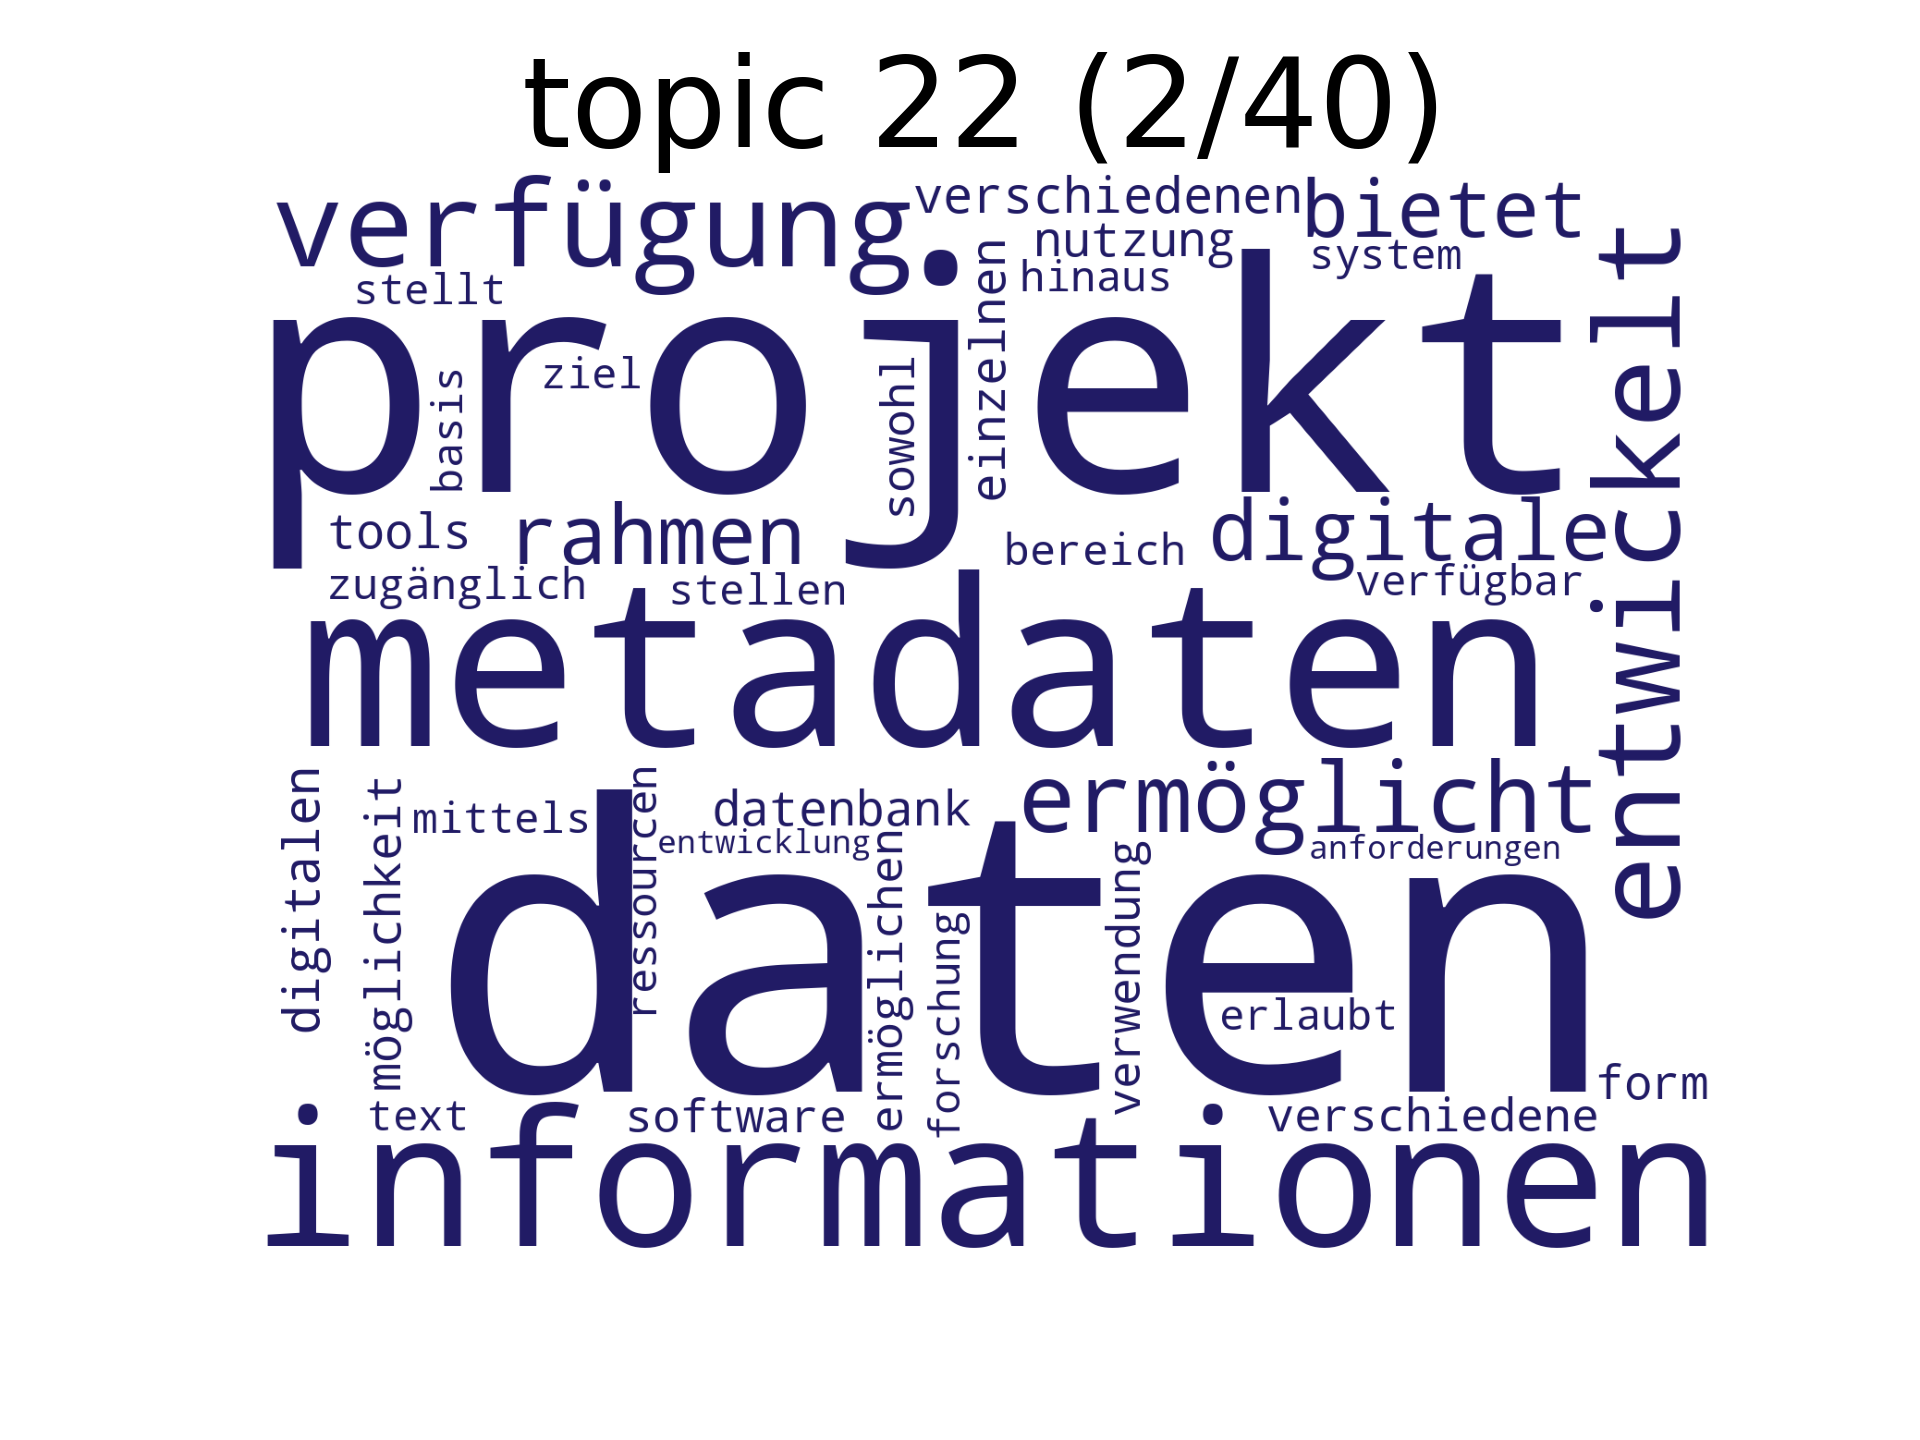 topic 22 (2/40)
verfügung
verschiedenen
bietet
nutzung
system
hinaus
stellt
projekt
entwickelt
einzelnen
ziel
sowohl
basis
tools
rahmen
bereich
digitale
zugänglich
stellen
verfügbar
metadaten
digitalen
möglichkeit
mittels
ressourcen
datenbank
ermöglicht
entwicklung
anforderungen
daten
ermöglichen
forschung
verwendung
erlaubt
form
text
software
verschiedene
informationen